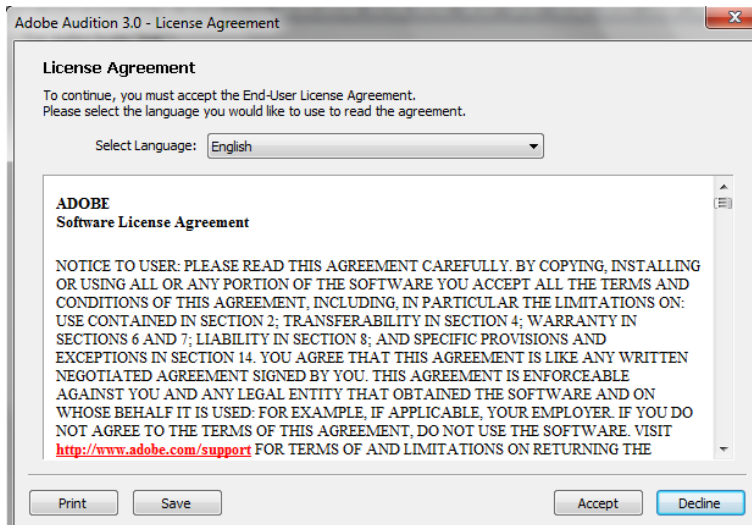 Adobe Audition 3.0 - License Agreement
License Agreement
To continue, you must accept the End-User License Agreement.
Please select the language you would like to use to read the agreement.
Select Language: English
ADOBE
Software License Agreement
NOTICE TO USER: PLEASE READ THIS AGREEMENT CAREFULLY. BY COPYING, INSTALLING
OR USING ALL OR ANY PORTION OF THE SOFTWARE YOU ACCEPT ALL THE TERMS AND
CONDITIONS OF THIS AGREEMENT, INCLUDING, IN PARTICULAR THE LIMITATIONS ON:
USE CONTAINED IN SECTION 2; TRANSFERABILITY IN SECTION 4; WARRANTY IN
SECTIONS 6 AND 7; LIABILITY IN SECTION 8; AND SPECIFIC PROVISIONS AND
EXCEPTIONS IN SECTION 14. YOU AGREE THAT THIS AGREEMENT IS LIKE ANY WRITTEN
NEGOTIATED AGREEMENT SIGNED BY YOU. THIS AGREEMENT IS ENFORCEABLE
AGAINST YOU AND ANY LEGAL ENTITY THAT OBTAINED THE SOFTWARE AND ON
WHOSE BEHALF IT IS USED: FOR EXAMPLE, IF APPLICABLE, YOUR EMPLOYER. IF YOU DO
NOT AGREE TO THE TERMS OF THIS AGREEMENT, DO NOT USE THE SOFTWARE. VISIT
http://www.adobe.com/support FOR TERMS OF AND LIMITATIONS ON RETURNING THE
Print Save Accept Decline